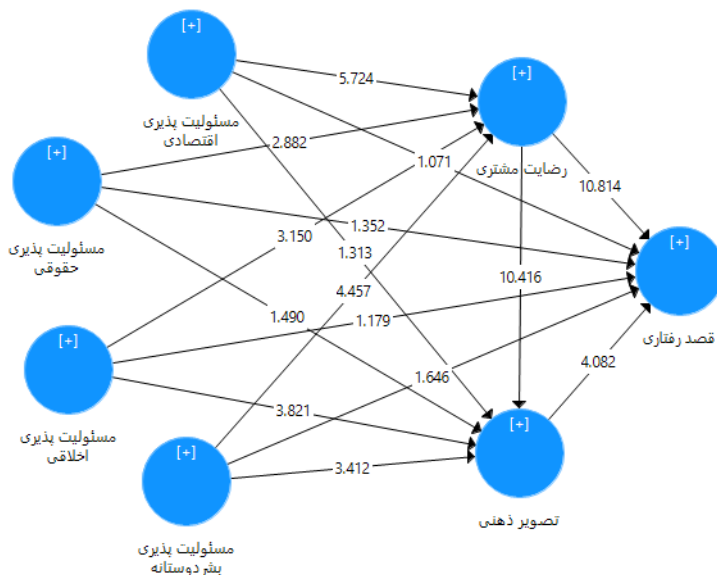 [+]
مسئولیت پذیری
اقتصادی
[+]
رضایت مشتری
[+]
مسئولیت پذیری
حقوقی
[+]
قصد رفتاری
[+]
مسئولیت پذیری
اخلاقی
[+]
مسئولیت پذیری
بشردوستانه
[+]
تصویر ذهنی
5.724
2.882
1.071
10.814
3.150
1.352
1.313
4.457
10.416
1.490
1.179
1.646
4.082
3.821
3.412